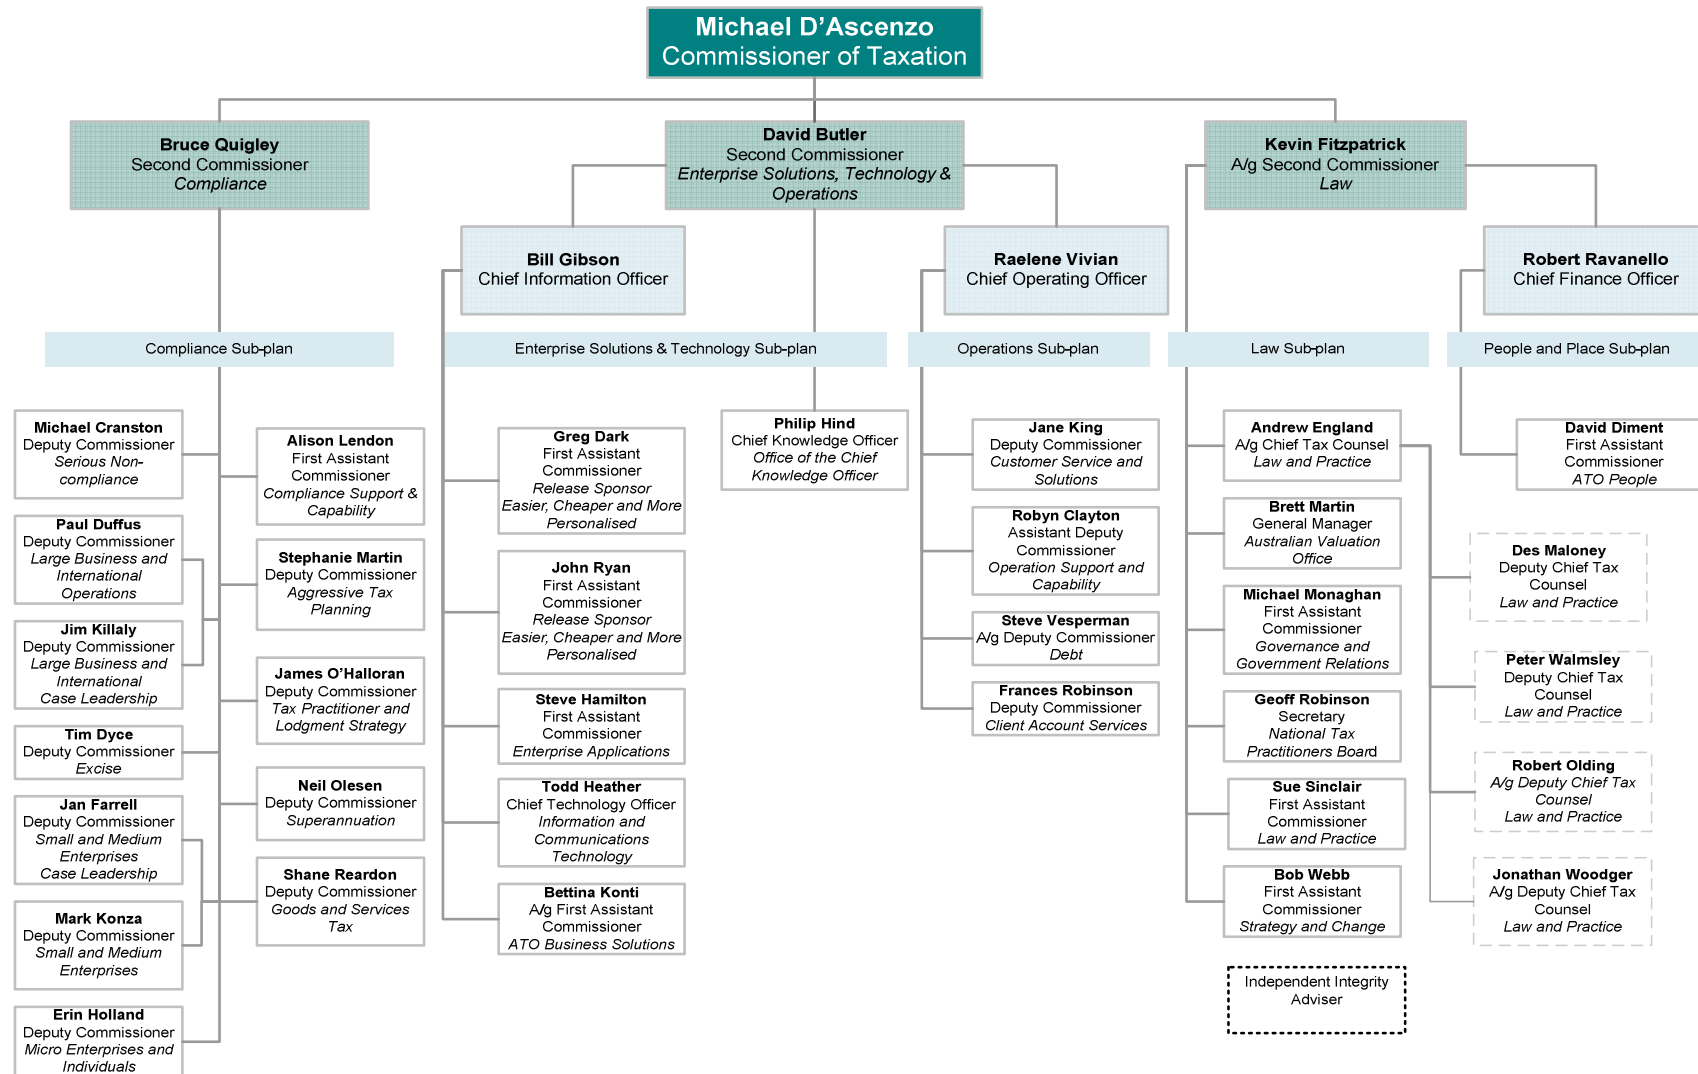 Michael D’Ascenzo
Commissioner of Taxation
Bruce Quigley
Second Commissioner
Compliance
David Butler
Second Commissioner
Enterprise Solutions, Technology &
Operations
Kevin Fitzpatrick
A/g Second Commissioner
Law
Bill Gibson
Chief Information Officer
Raelene Vivian
Chief Operating Officer
Robert Ravanello
Chief Finance Officer
Compliance Sub-plan
Enterprise Solutions & Technology Sub-plan
Operations Sub-plan
Law Sub-plan
People and Place Sub-plan
Michael Cranston
Deputy Commissioner
Serious Non-
compliance
Paul Duffus
Deputy Commissioner
Large Business and
International
Operations
Jim Killaly
Deputy Commissioner
Large Business and
International
Case Leadership
Tim Dyce
Deputy Commissioner
Excise
Jan Farrell
Deputy Commissioner
Small and Medium
Enterprises
Case Leadership
Mark Konza
Deputy Commissioner
Small and Medium
Enterprises
Erin Holland
Deputy Commissioner
Micro Enterprises and
Individuals
Alison Lendon
First Assistant
Commissioner
Compliance Support &
Capability
Stephanie Martin
Deputy Commissioner
Aggressive Tax
Planning
James O’Halloran
Deputy Commissioner
Tax Practitioner and
Lodgment Strategy
Neil Olesen
Deputy Commissioner
Superannuation
Shane Reardon
Deputy Commissioner
Goods and Services
Tax
Greg Dark
First Assistant
Commissioner
Release Sponsor
Easier, Cheaper and More
Personalised
John Ryan
First Assistant
Commissioner
Release Sponsor
Easier, Cheaper and More
Personalised
Steve Hamilton
First Assistant
Commissioner
Enterprise Applications
Todd Heather
Chief Technology Officer
Information and
Communications
Technology
Bettina Konti
A/g First Assistant
Commissioner
ATO Business Solutions
Philip Hind
Chief Knowledge Officer
Office of the Chief
Knowledge Officer
Jane King
Deputy Commissioner
Customer Service and
Solutions
Robyn Clayton
Assistant Deputy
Commissioner
Operation Support and
Capability
Steve Vesperman
A/g Deputy Commissioner
Debt
Frances Robinson
Deputy Commissioner
Client Account Services
Andrew England
A/g Chief Tax Counsel
Law and Practice
Brett Martin
General Manager
Australian Valuation
Office
Michael Monaghan
First Assistant
Commissioner
Governance and
Government Relations
Geoff Robinson
Secretary
National Tax
Practitioners Board
Sue Sinclair
First Assistant
Commissioner
Law and Practice
Bob Webb
First Assistant
Commissioner
Strategy and Change
Independent Integrity
Adviser
David Diment
First Assistant
Commissioner
ATO People
Des Maloney
Deputy Chief Tax
Counsel
Law and Practice
Peter Walmsley
Deputy Chief Tax
Counsel
Law and Practice
Robert Olding
A/g Deputy Chief Tax
Counsel
Law and Practice
Jonathan Woodger
A/g Deputy Chief Tax
Counsel
Law and Practice